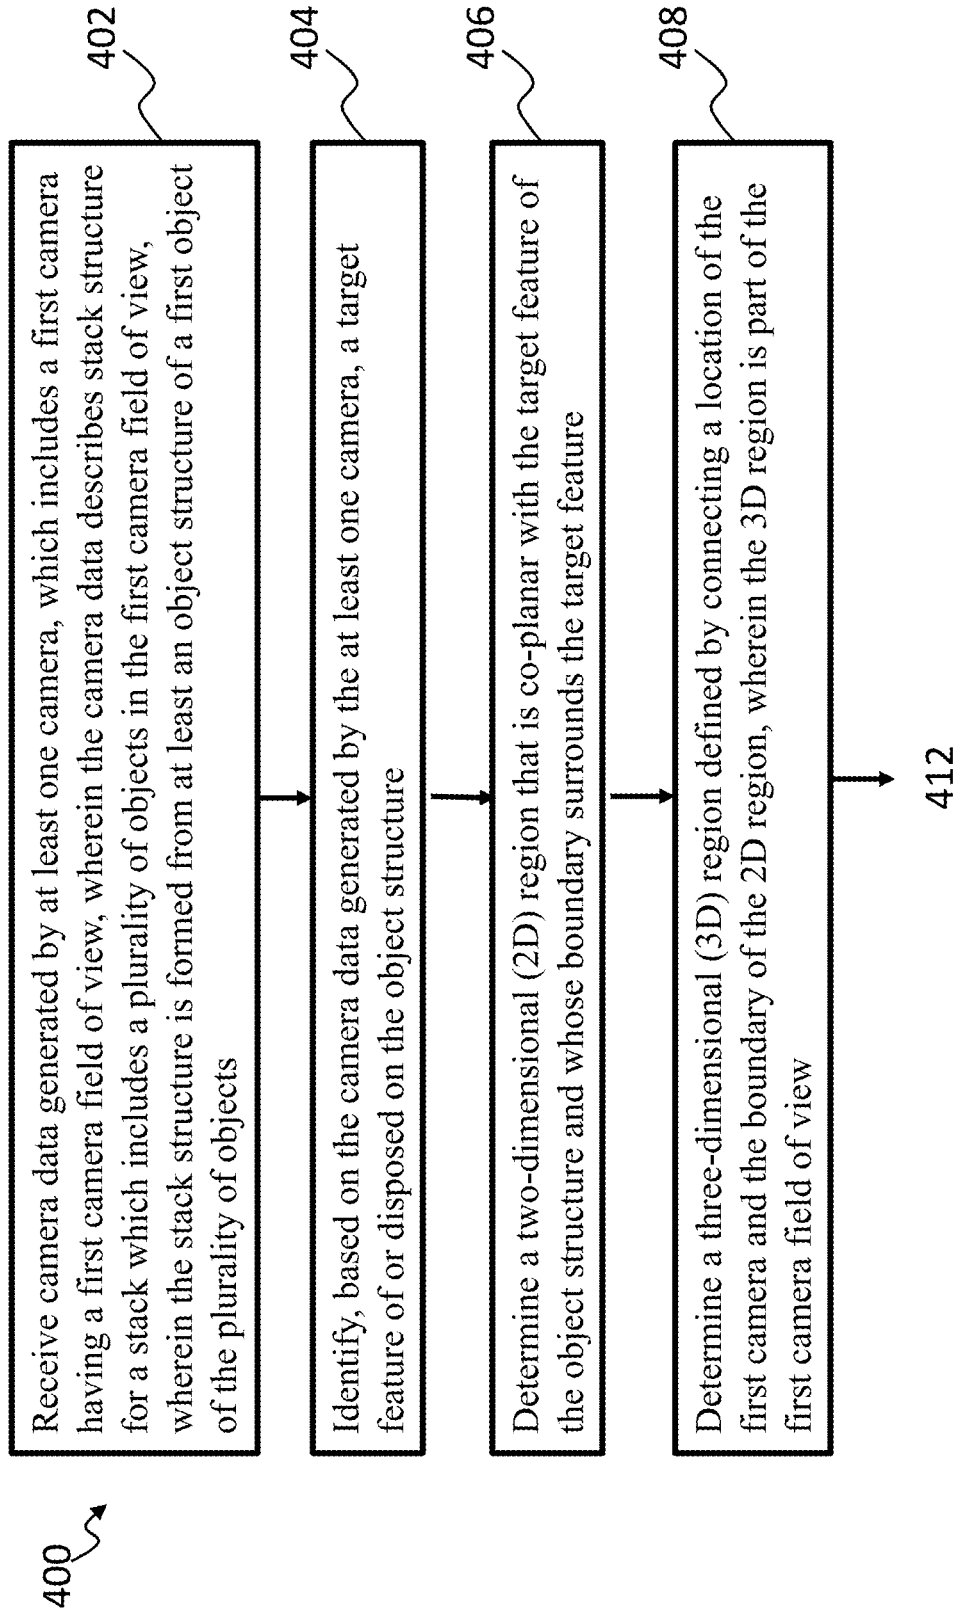 400
402
Receive camera data generated by at least one camera, which includes a first camera
having a first camera field of view, wherein the camera data describes stack structure
for a stack which includes a plurality of objects in the first camera field of view,
wherein the stack structure is formed from at least an object structure of a first object
of the plurality of objects
404
Identify, based on the camera data generated by the at least one camera, a target
feature of or disposed on the object structure
406
Determine a two-dimensional (2D) region that is co-planar with the target feature of
the object structure and whose boundary surrounds the target feature
408
Determine a three-dimensional (3D) region defined by connecting a location of the
first camera and the boundary of the 2D region, wherein the 3D region is part of the
first camera field of view
412